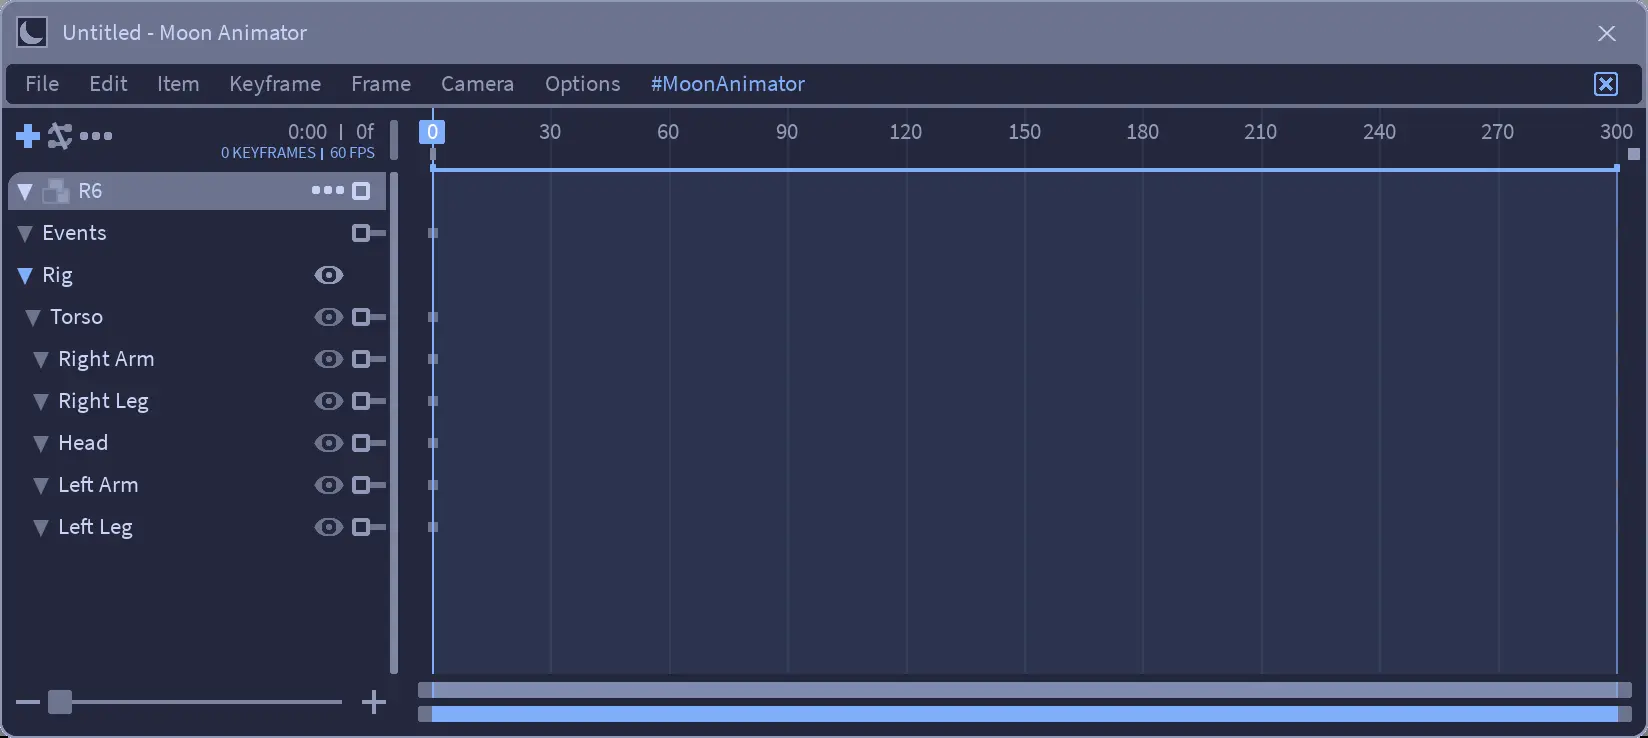 Untitled - Moon Animator
File Edit Item Keyframe Frame Camera Options #MoonAnimator
0:00 | 0f
0 KEYFRAMES | 60 FPS
0 30 60 90 120 150 180 210 240 270 300
R6
Events
Rig
Torso
Right Arm
Right Leg
Head
Left Arm
Left Leg